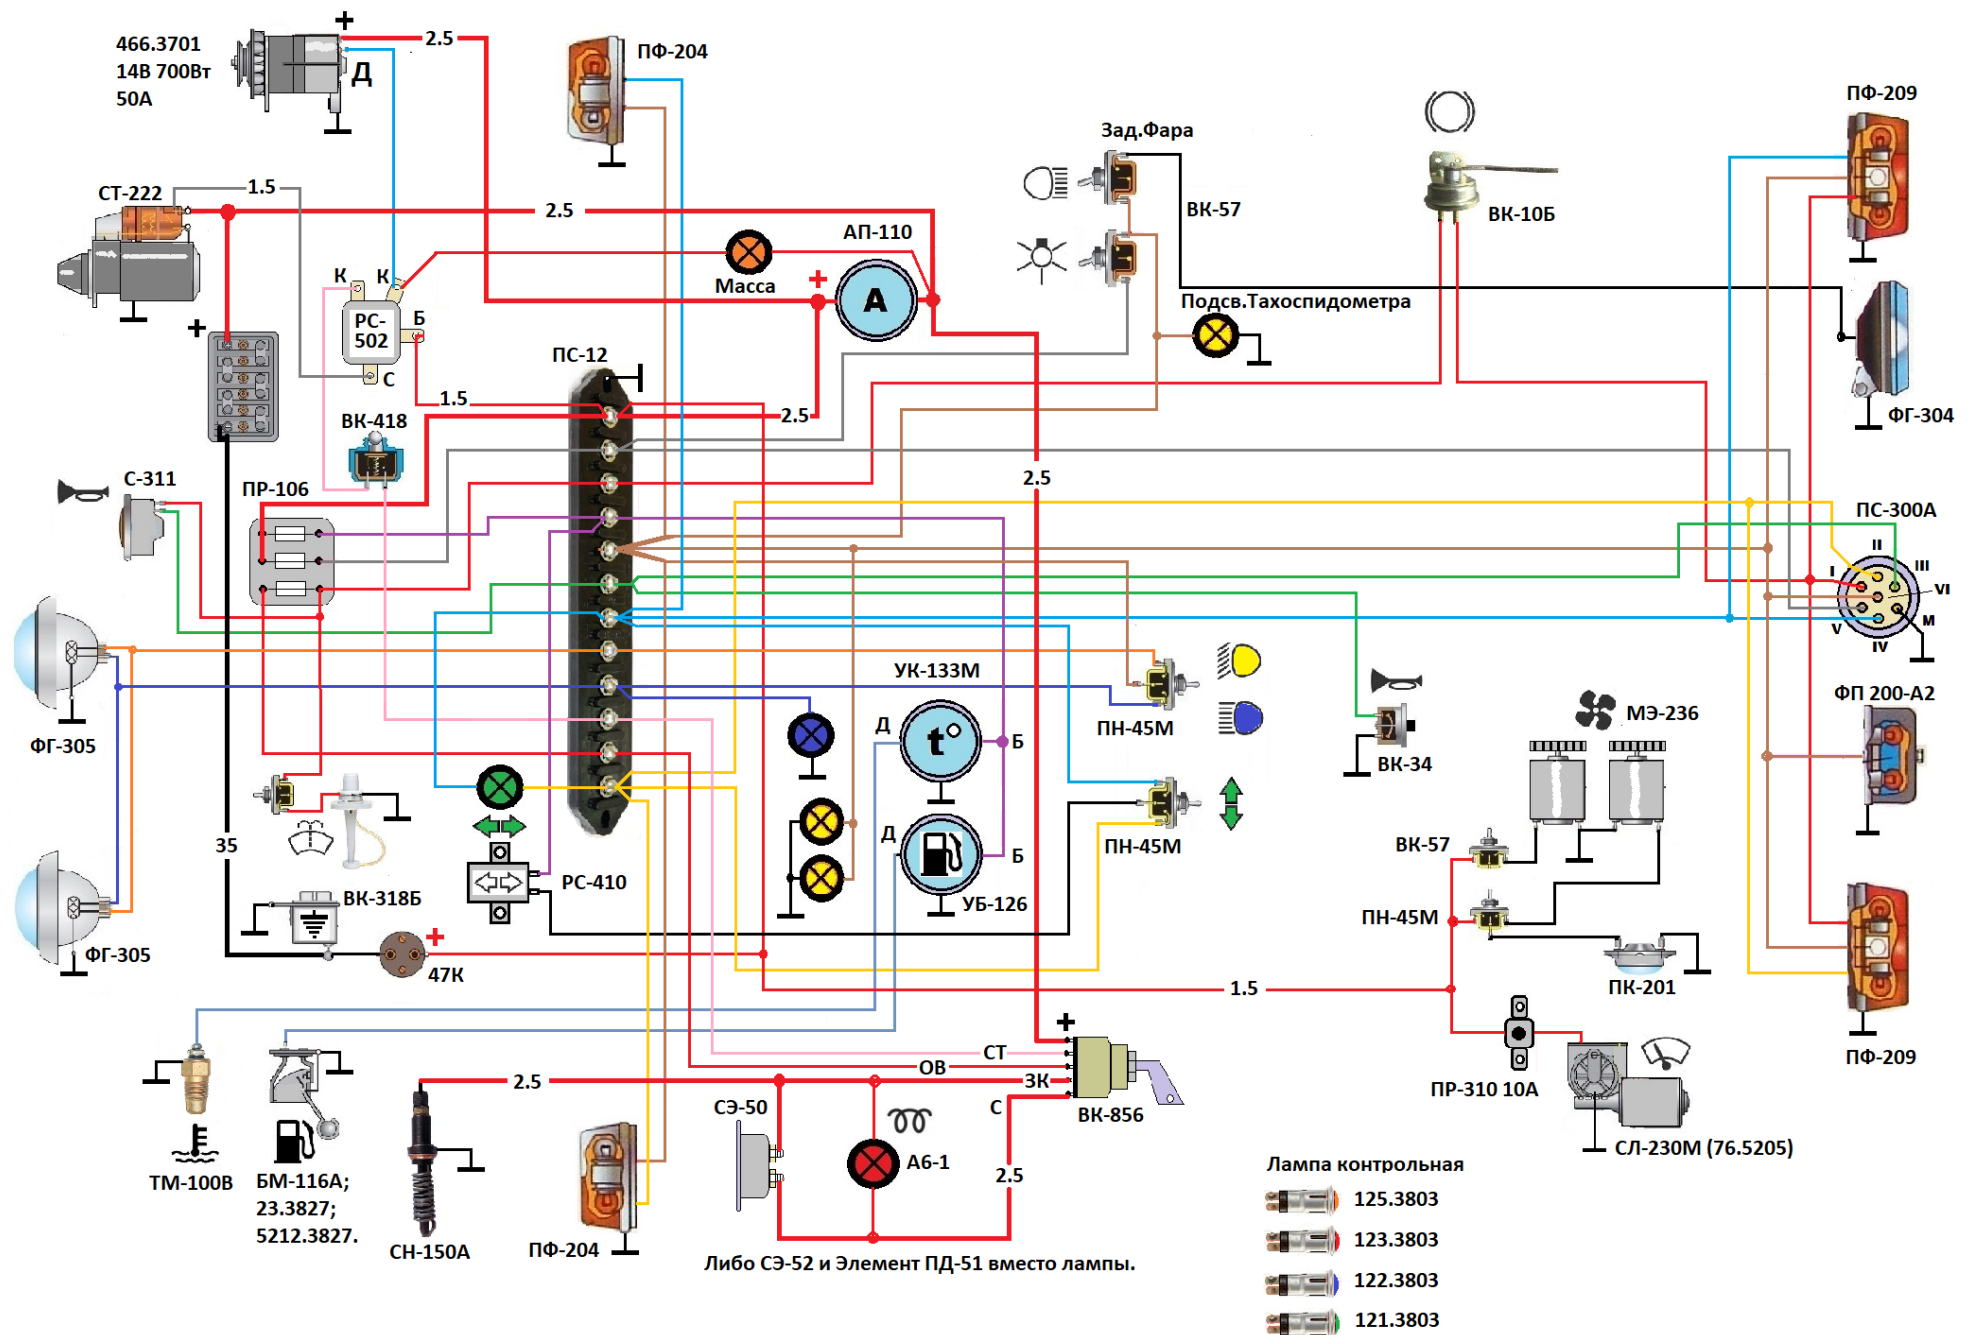 466.3701
14В 700Вт
50А
+
Д
2.5
ПФ-204
ПФ-209
Зад.Фара
СТ-222
1.5
2.5
ВК-57
ВК-10Б
АП-110
К
К
Масса
+
А
Подсв.Тахоспидометра
РС-
502
Б
С
+
ПС-12
1.5
2.5
ВК-418
ФГ-304
С-311
ПР-106
2.5
ПС-300А
I
II
III
VI
V
IV
М
УК-133М
Д
t°
Б
ПН-45М
ФП 200-А2
МЭ-236
ВК-34
ФГ-305
35
Д
Б
ПН-45М
ВК-57
РС-410
УБ-126
ПН-45М
ВК-318Б
+
47К
ФГ-305
1.5
ПК-201
ПФ-209
+
СТ
ОВ
2.5
ЗК
С
ВК-856
ПР-310 10А
СЭ-50
А6-1
2.5
СЛ-230М (76.5205)
ТМ-100В
БМ-116А;
23.3827;
5212.3827.
СН-150А
ПФ-204
Либо СЭ-52 и Элемент ПД-51 вместо лампы.
Лампа контрольная
125.3803
123.3803
122.3803
121.3803